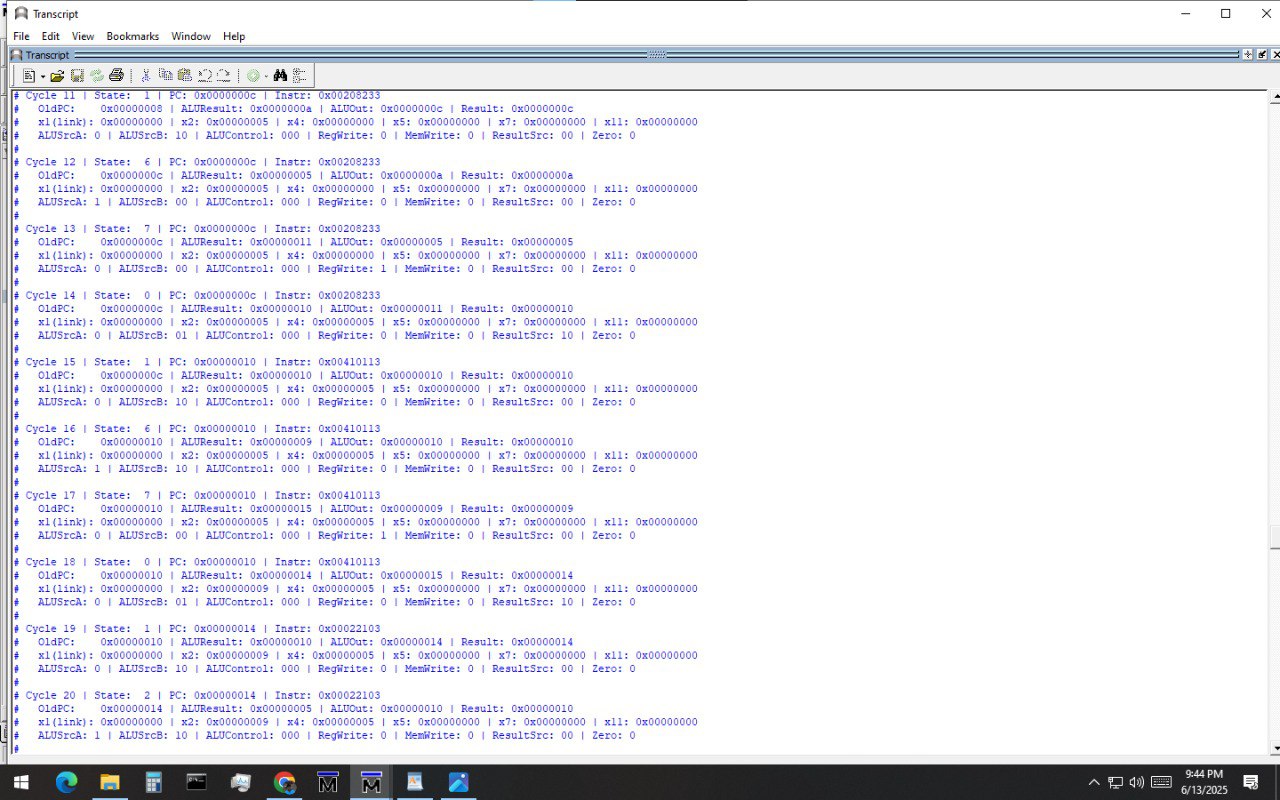 Transcript
File Edit View Bookmarks Window Help
Transcript
# Cycle 11 | State: 1 | PC: 0x0000000c | Instr: 0x00208233
# OldPC: 0x00000008 | ALUResult: 0x0000000a | ALUOut: 0x0000000c | Result: 0x0000000c
# x1(link): 0x00000000 | x2: 0x00000005 | x4: 0x00000000 | x5: 0x00000000 | x7: 0x00000000 | x11: 0x00000000
# ALUSrcA: 0 | ALUSrcB: 10 | ALUControl: 000 | RegWrite: 0 | MemWrite: 0 | ResultSrc: 00 | Zero: 0
#
# Cycle 12 | State: 6 | PC: 0x0000000c | Instr: 0x00208233
# OldPC: 0x0000000c | ALUResult: 0x00000005 | ALUOut: 0x0000000a | Result: 0x0000000a
# x1(link): 0x00000000 | x2: 0x00000005 | x4: 0x00000000 | x5: 0x00000000 | x7: 0x00000000 | x11: 0x00000000
# ALUSrcA: 1 | ALUSrcB: 00 | ALUControl: 000 | RegWrite: 0 | MemWrite: 0 | ResultSrc: 00 | Zero: 0
#
# Cycle 13 | State: 7 | PC: 0x0000000c | Instr: 0x00208233
# OldPC: 0x0000000c | ALUResult: 0x00000011 | ALUOut: 0x00000005 | Result: 0x00000005
# x1(link): 0x00000000 | x2: 0x00000005 | x4: 0x00000000 | x5: 0x00000000 | x7: 0x00000000 | x11: 0x00000000
# ALUSrcA: 0 | ALUSrcB: 00 | ALUControl: 000 | RegWrite: 1 | MemWrite: 0 | ResultSrc: 00 | Zero: 0
#
# Cycle 14 | State: 0 | PC: 0x0000000c | Instr: 0x00208233
# OldPC: 0x0000000c | ALUResult: 0x00000010 | ALUOut: 0x00000011 | Result: 0x00000010
# x1(link): 0x00000000 | x2: 0x00000005 | x4: 0x00000005 | x5: 0x00000000 | x7: 0x00000000 | x11: 0x00000000
# ALUSrcA: 0 | ALUSrcB: 01 | ALUControl: 000 | RegWrite: 0 | MemWrite: 0 | ResultSrc: 10 | Zero: 0
#
# Cycle 15 | State: 1 | PC: 0x00000010 | Instr: 0x00410113
# OldPC: 0x0000000c | ALUResult: 0x00000010 | ALUOut: 0x00000010 | Result: 0x00000010
# x1(link): 0x00000000 | x2: 0x00000005 | x4: 0x00000005 | x5: 0x00000000 | x7: 0x00000000 | x11: 0x00000000
# ALUSrcA: 0 | ALUSrcB: 10 | ALUControl: 000 | RegWrite: 0 | MemWrite: 0 | ResultSrc: 00 | Zero: 0
#
# Cycle 16 | State: 6 | PC: 0x00000010 | Instr: 0x00410113
# OldPC: 0x00000010 | ALUResult: 0x00000009 | ALUOut: 0x00000010 | Result: 0x00000010
# x1(link): 0x00000000 | x2: 0x00000005 | x4: 0x00000005 | x5: 0x00000000 | x7: 0x00000000 | x11: 0x00000000
# ALUSrcA: 1 | ALUSrcB: 10 | ALUControl: 000 | RegWrite: 0 | MemWrite: 0 | ResultSrc: 00 | Zero: 0
#
# Cycle 17 | State: 7 | PC: 0x00000010 | Instr: 0x00410113
# OldPC: 0x00000010 | ALUResult: 0x00000015 | ALUOut: 0x00000009 | Result: 0x00000009
# x1(link): 0x00000000 | x2: 0x00000005 | x4: 0x00000005 | x5: 0x00000000 | x7: 0x00000000 | x11: 0x00000000
# ALUSrcA: 0 | ALUSrcB: 00 | ALUControl: 000 | RegWrite: 1 | MemWrite: 0 | ResultSrc: 00 | Zero: 0
#
# Cycle 18 | State: 0 | PC: 0x00000010 | Instr: 0x00410113
# OldPC: 0x00000010 | ALUResult: 0x00000014 | ALUOut: 0x00000015 | Result: 0x00000014
# x1(link): 0x00000000 | x2: 0x00000009 | x4: 0x00000005 | x5: 0x00000000 | x7: 0x00000000 | x11: 0x00000000
# ALUSrcA: 0 | ALUSrcB: 01 | ALUControl: 000 | RegWrite: 0 | MemWrite: 0 | ResultSrc: 10 | Zero: 0
#
# Cycle 19 | State: 1 | PC: 0x00000014 | Instr: 0x00022103
# OldPC: 0x00000010 | ALUResult: 0x00000010 | ALUOut: 0x00000014 | Result: 0x00000014
# x1(link): 0x00000000 | x2: 0x00000009 | x4: 0x00000005 | x5: 0x00000000 | x7: 0x00000000 | x11: 0x00000000
# ALUSrcA: 0 | ALUSrcB: 10 | ALUControl: 000 | RegWrite: 0 | MemWrite: 0 | ResultSrc: 00 | Zero: 0
#
# Cycle 20 | State: 2 | PC: 0x00000014 | Instr: 0x00022103
# OldPC: 0x00000014 | ALUResult: 0x00000005 | ALUOut: 0x00000010 | Result: 0x00000010
# x1(link): 0x00000000 | x2: 0x00000009 | x4: 0x00000005 | x5: 0x00000000 | x7: 0x00000000 | x11: 0x00000000
# ALUSrcA: 1 | ALUSrcB: 10 | ALUControl: 000 | RegWrite: 0 | MemWrite: 0 | ResultSrc: 00 | Zero: 0
#
9:44 PM
6/13/2025